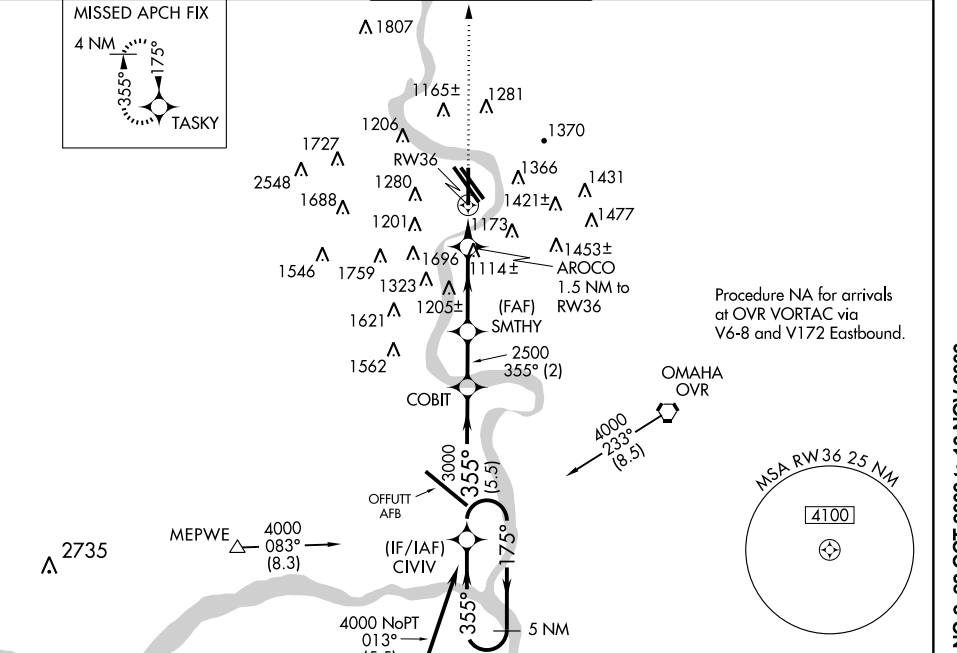 MISSED APCH FIX
4 NM
355°
175°
TASKY
1807
1165±
1281
1206
1370
1727
RW36
2548
1280
1366
1431
1688
1421±
1201
1173
1477
1546
1759
1696
1114±
1453±
AROCO
1.5 NM to
RW36
1323
1205±
1621
(FAF)
SMTHY
1562
2500
355° (2)
COBIT
Procedure NA for arrivals
at OVR VORTAC via
V6-8 and V172 Eastbound.
OMAHA
OVR
4000
233°
(8.5)
3000
355°
(5.5)
OFFUTT
AFB
MSA RW36 25 NM
4100
MEPWE
4000
083°
(8.3)
(IF/IAF)
CIVIV
175°
2735
355°
5 NM
4000 NoPT
013°